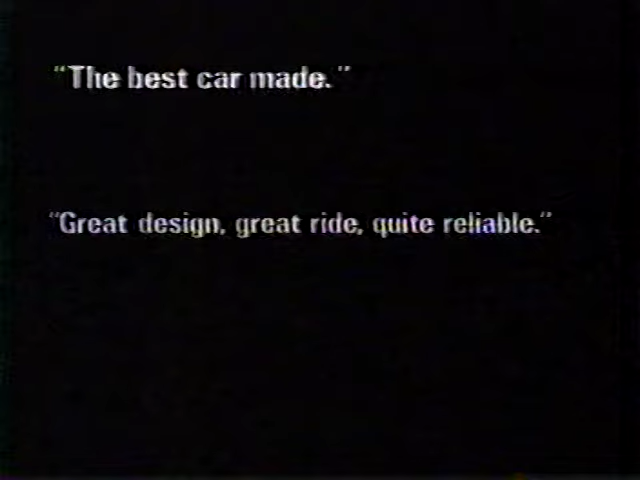 "The best car made."
"Great design, great ride, quite reliable."